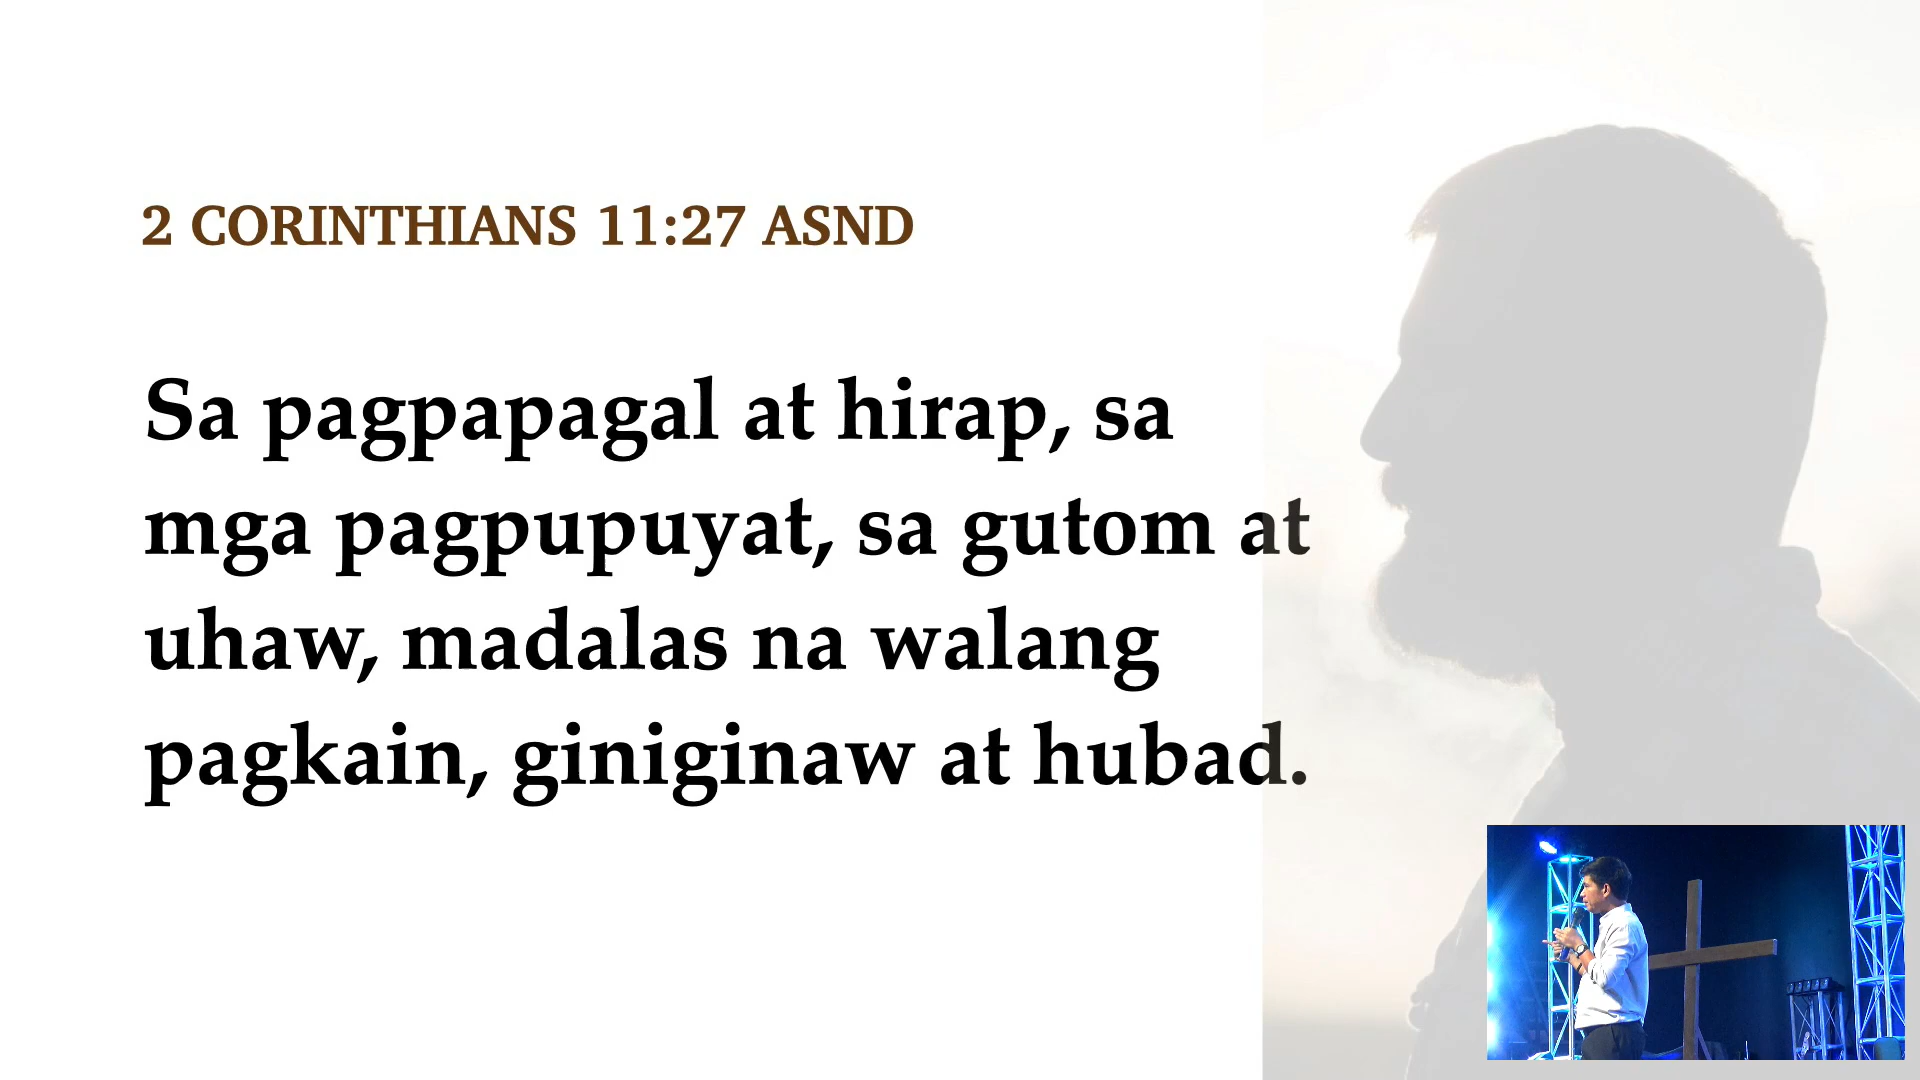 2 CORINTHIANS 11:27 ASND
Sa pagpapagal at hirap, sa
mga pagpupuyat, sa gutom at
uhaw, madalas na walang
pagkain, giniginaw at hubad.